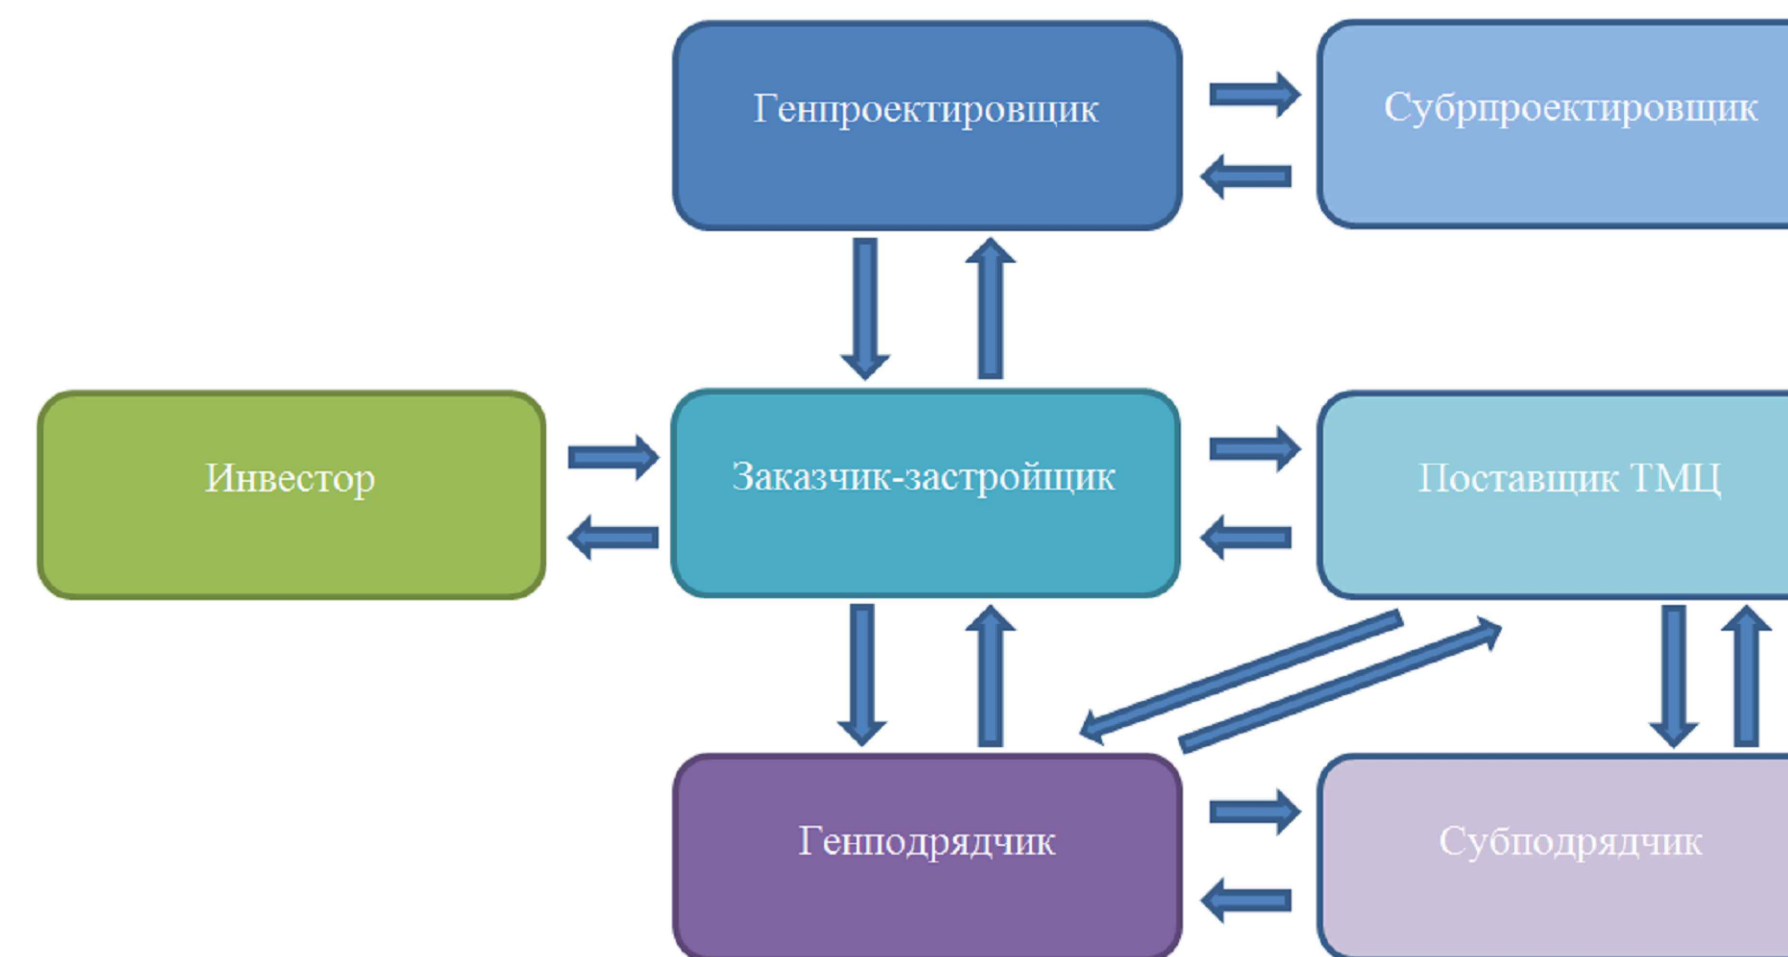 Генпроектировщик
Субрпроектировщик
Инвестор
Заказчик-застройщик
Поставщик ТМЦ
Генподрядчик
Субподрядчик